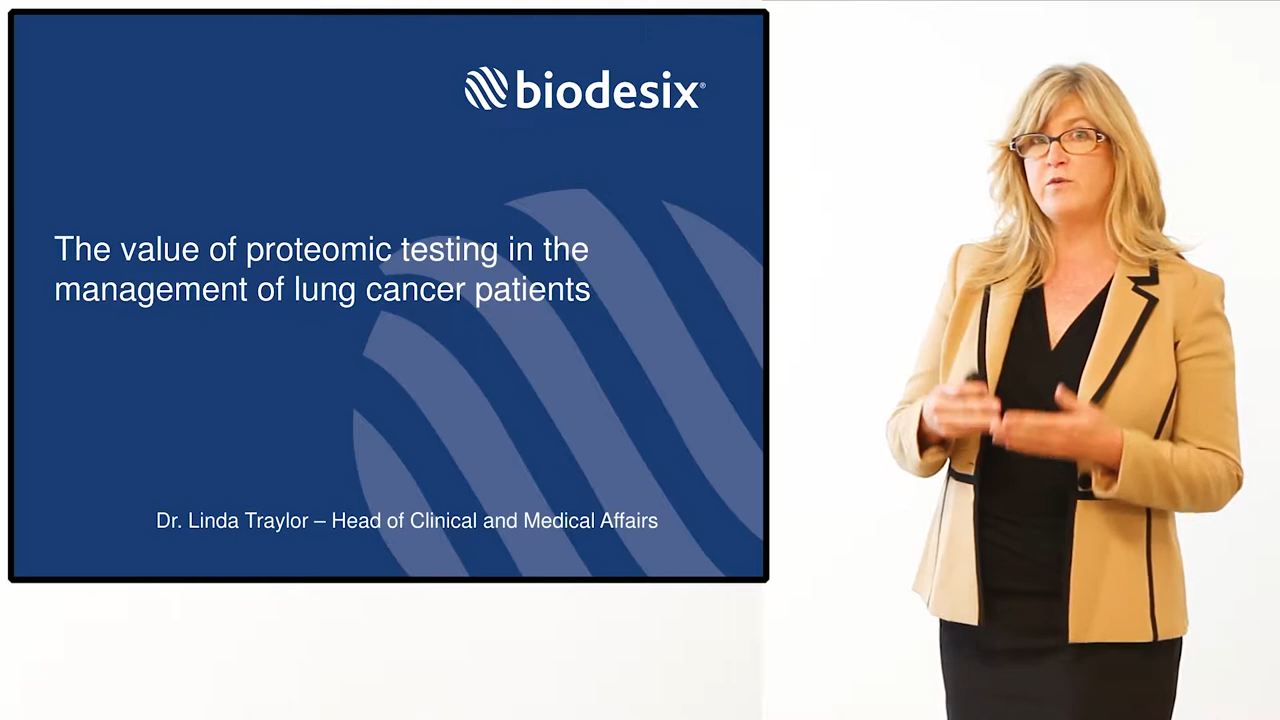 biodesix®
The value of proteomic testing in the
management of lung cancer patients
Dr. Linda Traylor – Head of Clinical and Medical Affairs